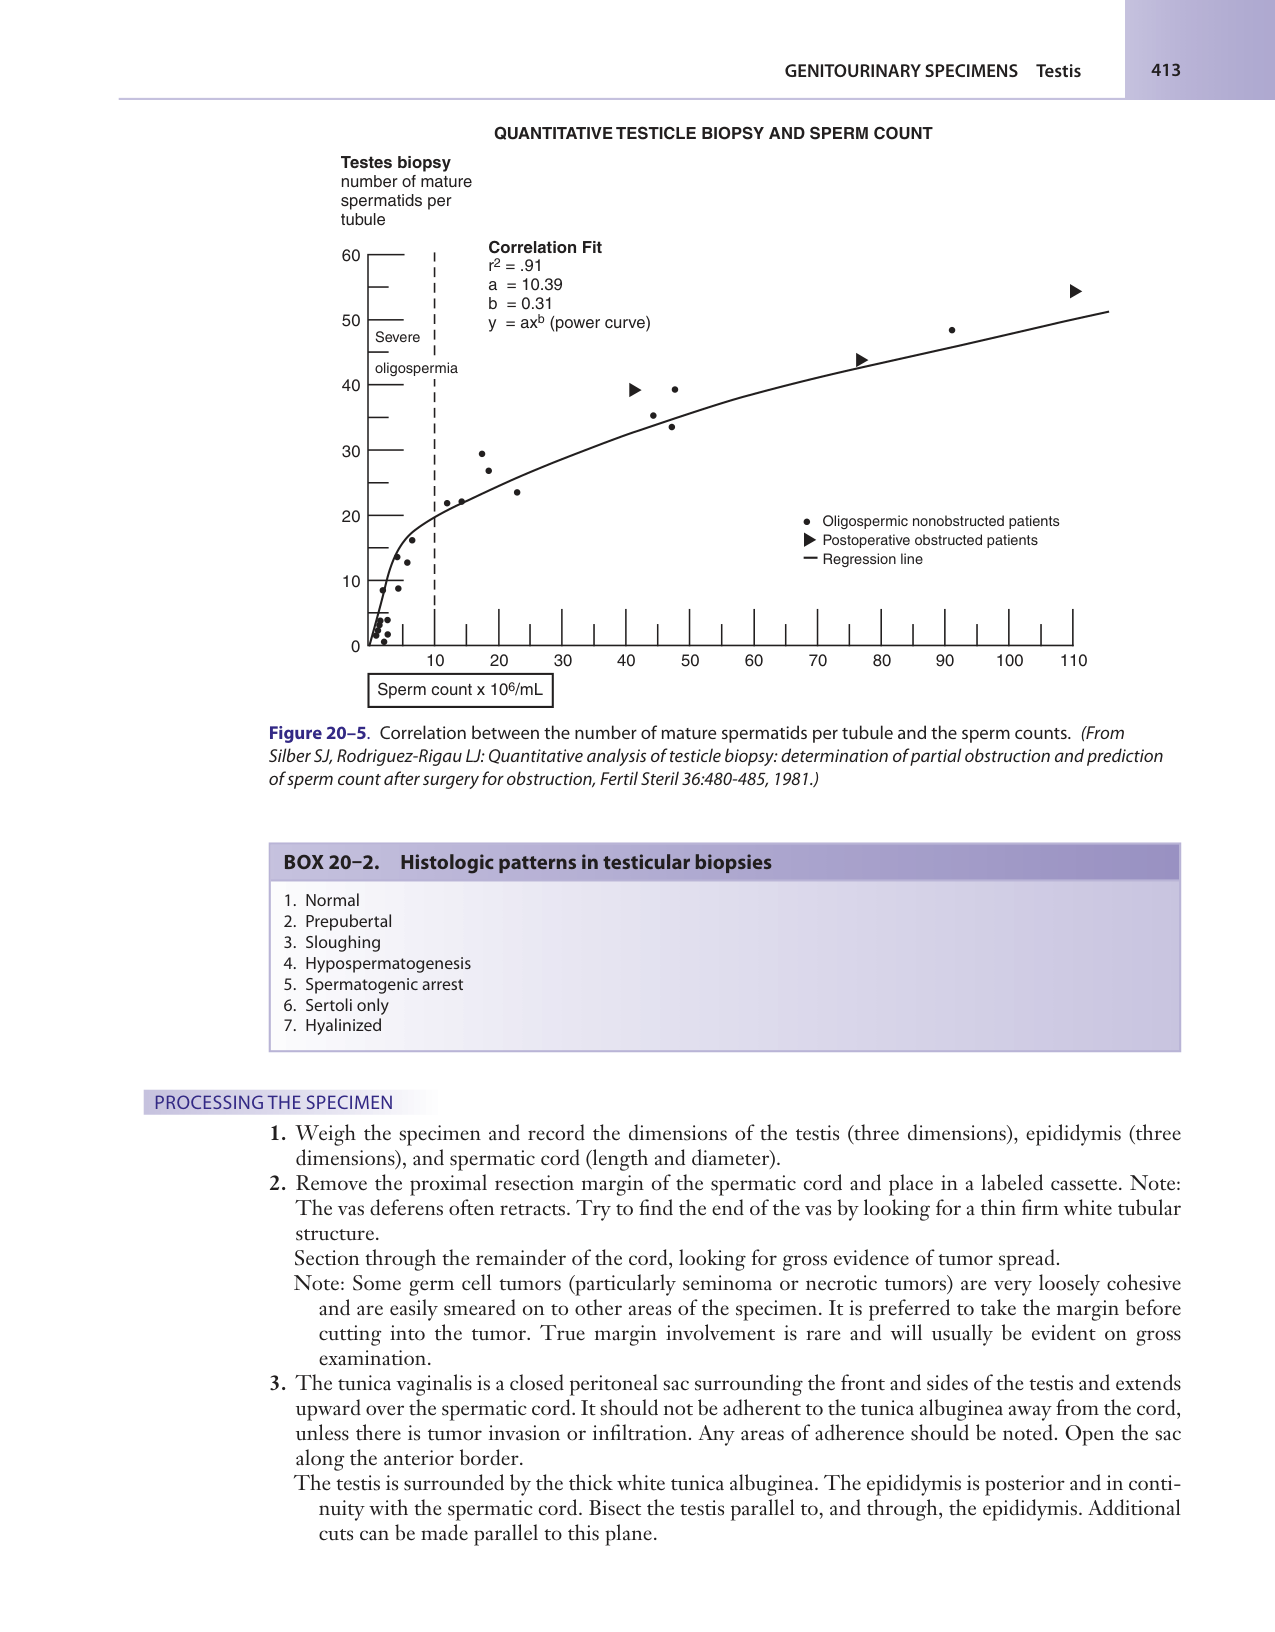 GENITOURINARY SPECIMENS Testis 413
QUANTITATIVE TESTICLE BIOPSY AND SPERM COUNT
Testes biopsy
number of mature
spermatids per
tubule
Correlation Fit
r² = .91
a = 10.39
b = 0.31
y = axᵇ (power curve)
60
50
Severe
oligospermia
40
30
20
10
0
Oligospermic nonobstructed patients
Postoperative obstructed patients
Regression line
10 20 30 40 50 60 70 80 90 100 110
Sperm count x 10⁶/mL
Figure 20–5. Correlation between the number of mature spermatids per tubule and the sperm counts. (From
Silber SJ, Rodriguez-Rigau LJ: Quantitative analysis of testicle biopsy: determination of partial obstruction and prediction
of sperm count after surgery for obstruction, Fertil Steril 36:480-485, 1981.)
BOX 20–2. Histologic patterns in testicular biopsies
1. Normal
2. Prepubertal
3. Sloughing
4. Hypospermatogenesis
5. Spermatogenic arrest
6. Sertoli only
7. Hyalinized
PROCESSING THE SPECIMEN
1. Weigh the specimen and record the dimensions of the testis (three dimensions), epididymis (three
dimensions), and spermatic cord (length and diameter).
2. Remove the proximal resection margin of the spermatic cord and place in a labeled cassette. Note:
The vas deferens often retracts. Try to find the end of the vas by looking for a thin firm white tubular
structure.
Section through the remainder of the cord, looking for gross evidence of tumor spread.
Note: Some germ cell tumors (particularly seminoma or necrotic tumors) are very loosely cohesive
and are easily smeared on to other areas of the specimen. It is preferred to take the margin before
cutting into the tumor. True margin involvement is rare and will usually be evident on gross
examination.
3. The tunica vaginalis is a closed peritoneal sac surrounding the front and sides of the testis and extends
upward over the spermatic cord. It should not be adherent to the tunica albuginea away from the cord,
unless there is tumor invasion or infiltration. Any areas of adherence should be noted. Open the sac
along the anterior border.
The testis is surrounded by the thick white tunica albuginea. The epididymis is posterior and in conti-
nuity with the spermatic cord. Bisect the testis parallel to, and through, the epididymis. Additional
cuts can be made parallel to this plane.